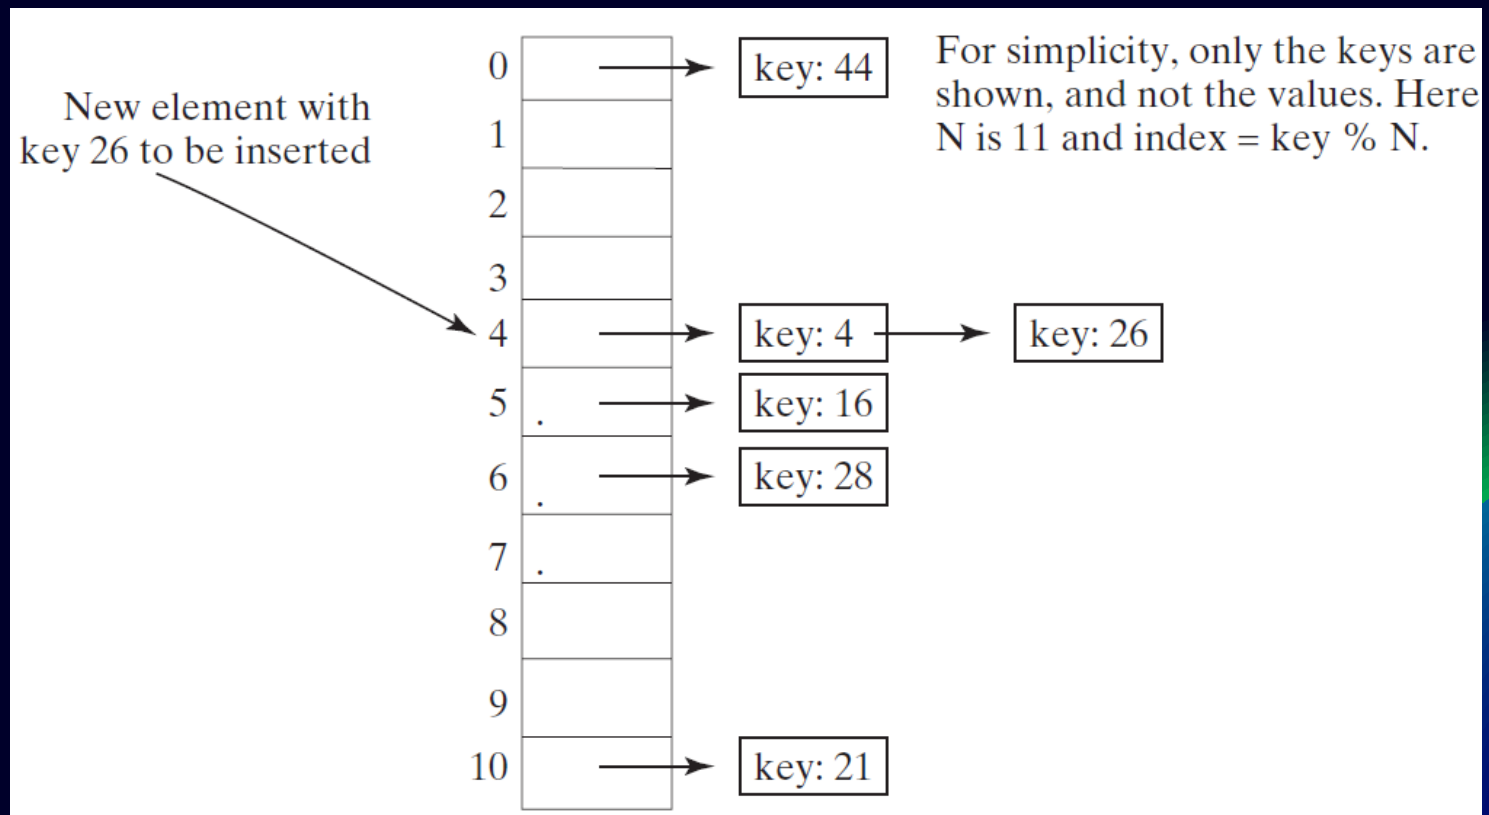 0
key: 44
For simplicity, only the keys are
shown, and not the values. Here
N is 11 and index = key % N.
New element with
key 26 to be inserted
1
2
3
4
key: 4
key: 26
5
.
key: 16
6
.
key: 28
7
.
8
9
10
key: 21